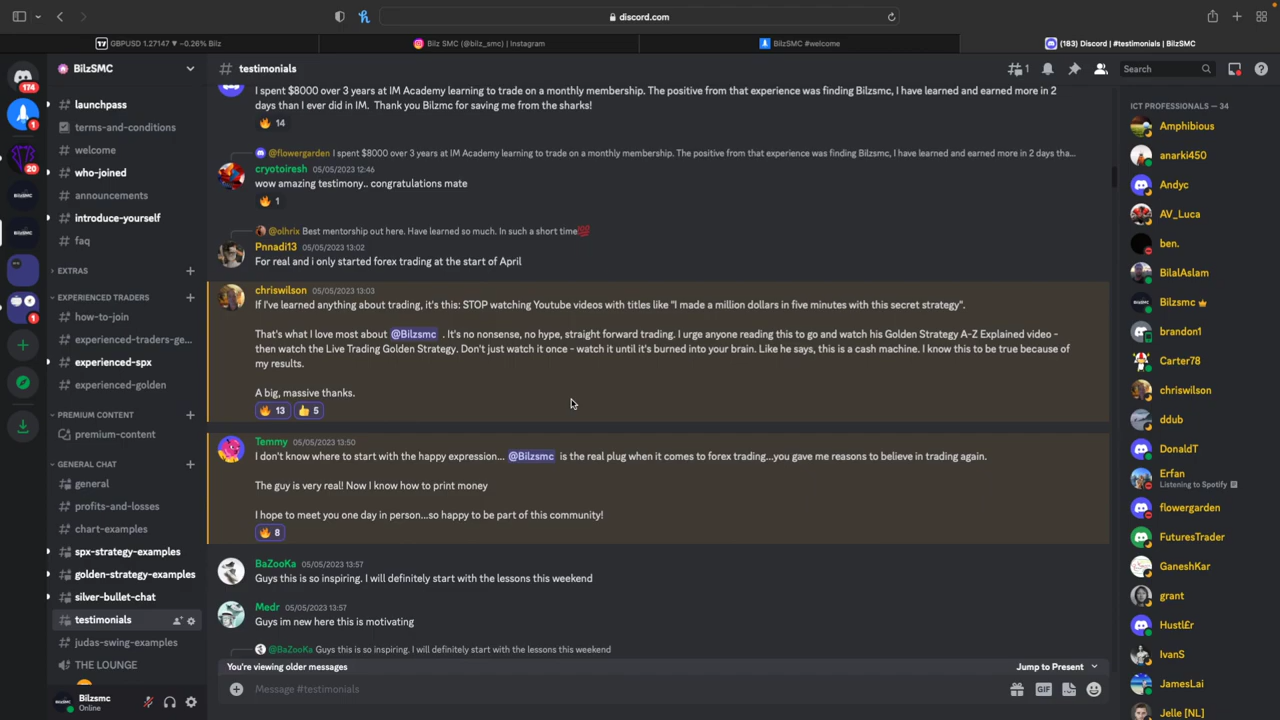 discord.com
GBPUSD 1.27147 ▼ −0.26% Bilz
Bilz SMC (@bilz_smc) | Instagram
BilzSMC #welcome
(183) Discord | #testimonials | BilzSMC
BilzSMC
# testimonials
1
Search
174
1
20
1
launchpass
terms-and-conditions
welcome
who-joined
announcements
introduce-yourself
faq
EXTRAS
EXPERIENCED TRADERS
how-to-join
experienced-traders-ge...
experienced-spx
experienced-golden
PREMIUM CONTENT
premium-content
GENERAL CHAT
general
profits-and-losses
chart-examples
spx-strategy-examples
golden-strategy-examples
silver-bullet-chat
testimonials
judas-swing-examples
THE LOUNGE
Bilzsmc
Online
I spent $8000 over 3 years at IM Academy learning to trade on a monthly membership. The positive from that experience was finding Bilzsmc, I have learned and earned more in 2
days than I ever did in IM. Thank you Bilzmc for saving me from the sharks!
🔥 14
@flowergarden I spent $8000 over 3 years at IM Academy learning to trade on a monthly membership. The positive from that experience was finding Bilzsmc, I have learned and earned more in 2 days tha...
cryotoiresh 05/05/2023 12:46
wow amazing testimony.. congratulations mate
🔥 1
@olhrix Best mentorship out here. Have learned so much. In such a short time💯
Pnnadi13 05/05/2023 13:02
For real and i only started forex trading at the start of April
chriswilson 05/05/2023 13:03
If I've learned anything about trading, it's this: STOP watching Youtube videos with titles like "I made a million dollars in five minutes with this secret strategy".
That's what I love most about @Bilzsmc . It's no nonsense, no hype, straight forward trading. I urge anyone reading this to go and watch his Golden Strategy A-Z Explained video -
then watch the Live Trading Golden Strategy. Don't just watch it once - watch it until it's burned into your brain. Like he says, this is a cash machine. I know this to be true because of
my results.
A big, massive thanks.
🔥 13 👍 5
Temmy 05/05/2023 13:50
I don't know where to start with the happy expression... @Bilzsmc is the real plug when it comes to forex trading...you gave me reasons to believe in trading again.
The guy is very real! Now I know how to print money
I hope to meet you one day in person...so happy to be part of this community!
🔥 8
BaZooKa 05/05/2023 13:57
Guys this is so inspiring. I will definitely start with the lessons this weekend
Medr 05/05/2023 13:57
Guys im new here this is motivating
@BaZooKa Guys this is so inspiring. I will definitely start with the lessons this weekend
You're viewing older messages
Jump to Present
Message #testimonials
GIF
ICT PROFESSIONALS — 34
Amphibious
anarki450
Andyc
AV_Luca
ben.
BilalAslam
Bilzsmc
brandon1
Carter78
chriswilson
ddub
DonaldT
Erfan
Listening to Spotify
flowergarden
FuturesTrader
GaneshKar
grant
Hustl£r
IvanS
JamesLai
Jelle [NL]